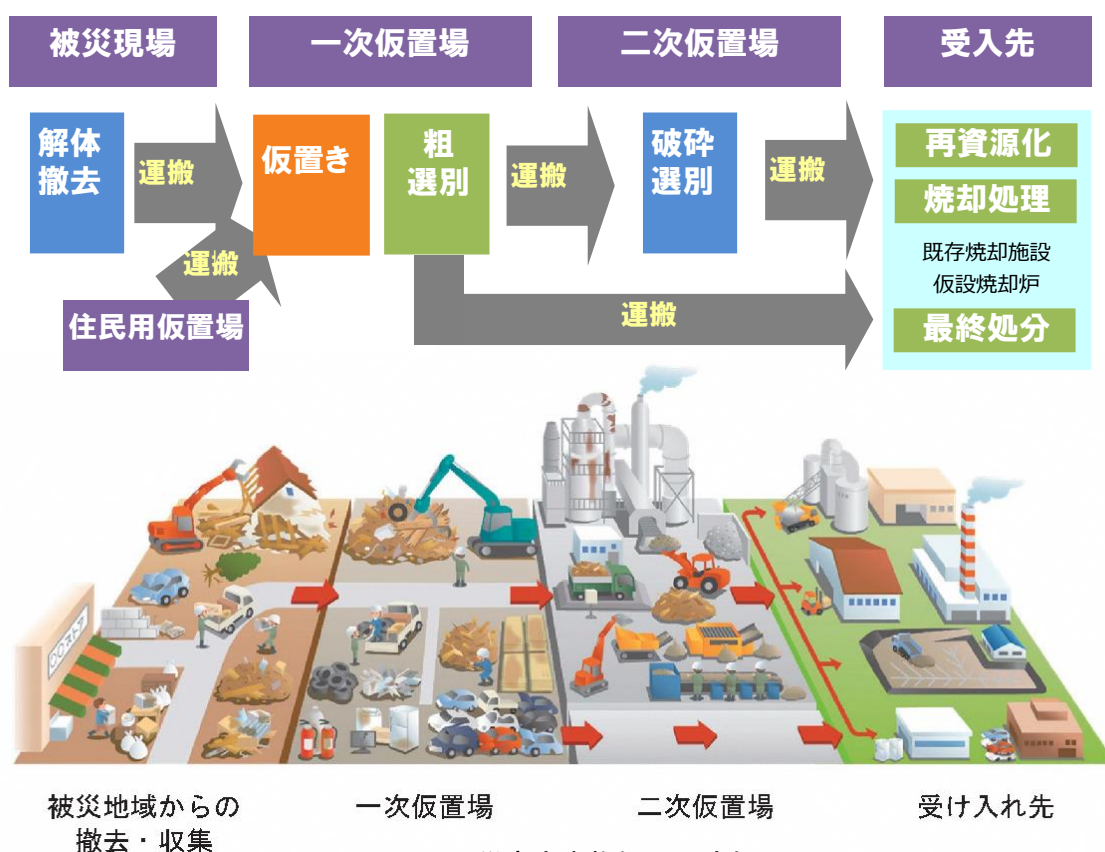 被災現場
一次仮置場
二次仮置場
受入先
解体
撤去
運搬
仮置き
粗
選別
運搬
破砕
選別
運搬
再資源化
焼却処理
既存焼却施設
仮設焼却炉
最終処分
運搬
住民用仮置場
運搬
〇〇ストア
被災地域からの
撤去・収集
一次仮置場
二次仮置場
受け入れ先